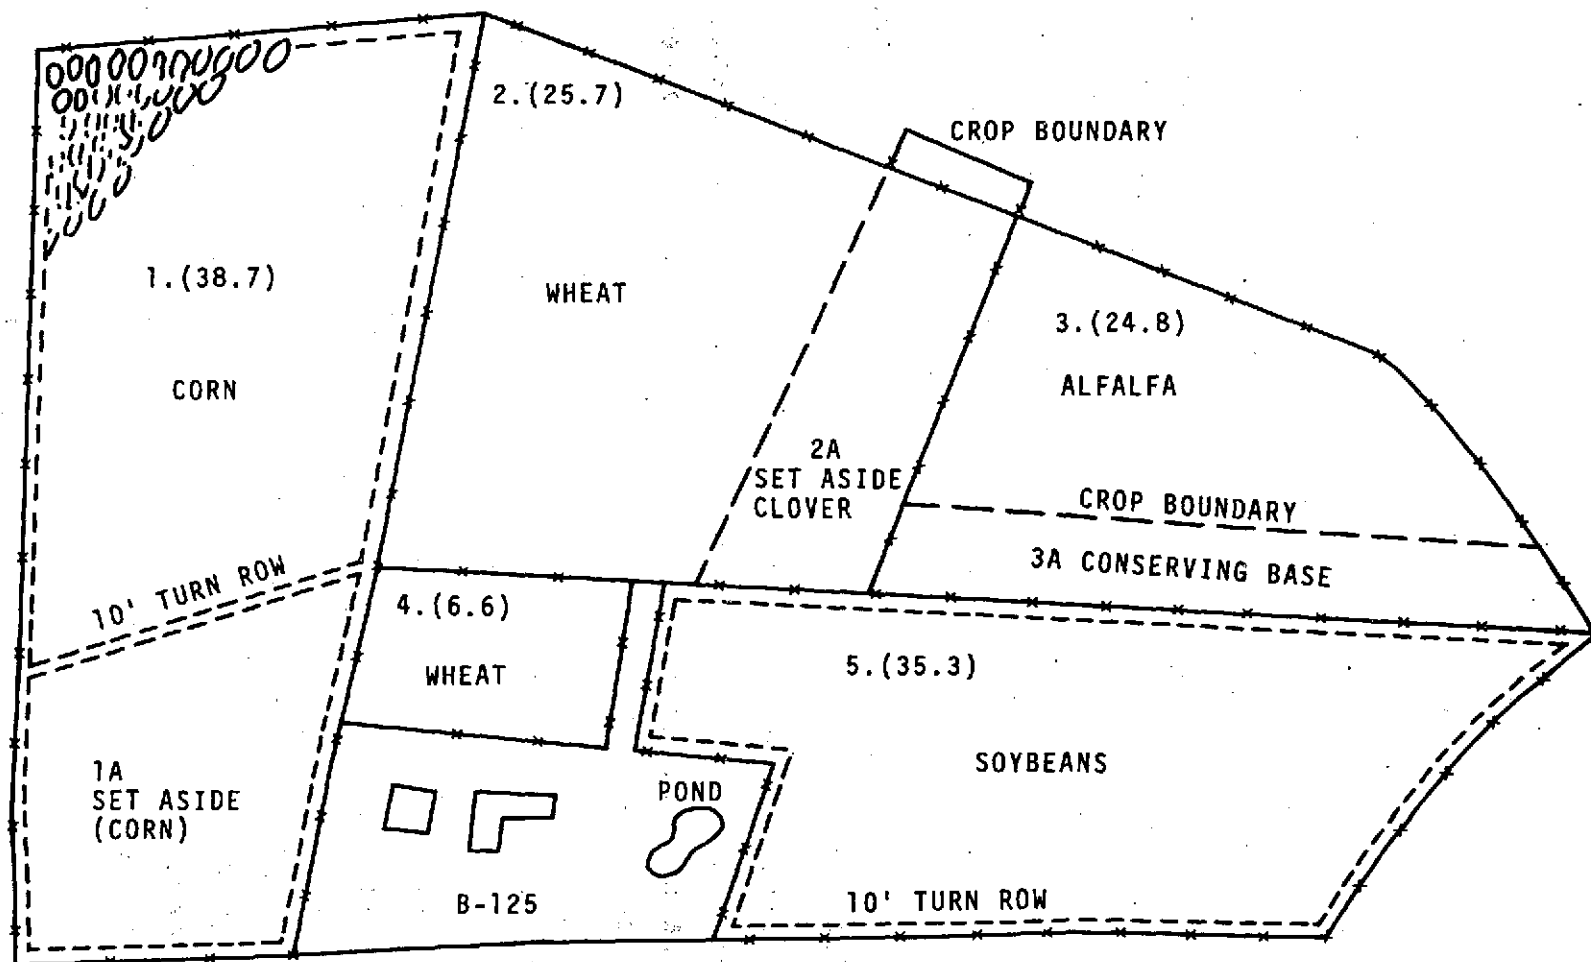 2.(25.7)
CROP BOUNDARY
1.(38.7)
WHEAT
3.(24.8)
CORN
ALFALFA
2A
SET ASIDE
CLOVER
CROP BOUNDARY
3A CONSERVING BASE
10' TURN ROW
4.(6.6)
WHEAT
5.(35.3)
SOYBEANS
1A
SET ASIDE
(CORN)
POND
B-125
10' TURN ROW